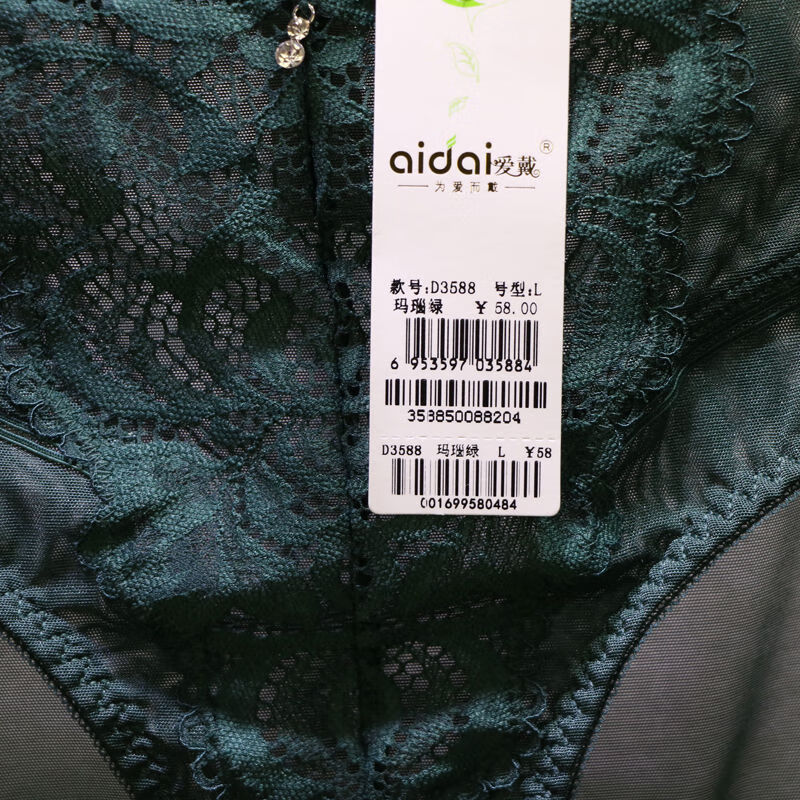 aidai爱戴®
为爱而戴
款号:D3588 号型:L
玛瑙绿 ¥ 58.00
6 953597 035884
353850088204
D3588 玛瑙绿 L ¥58
001699580484